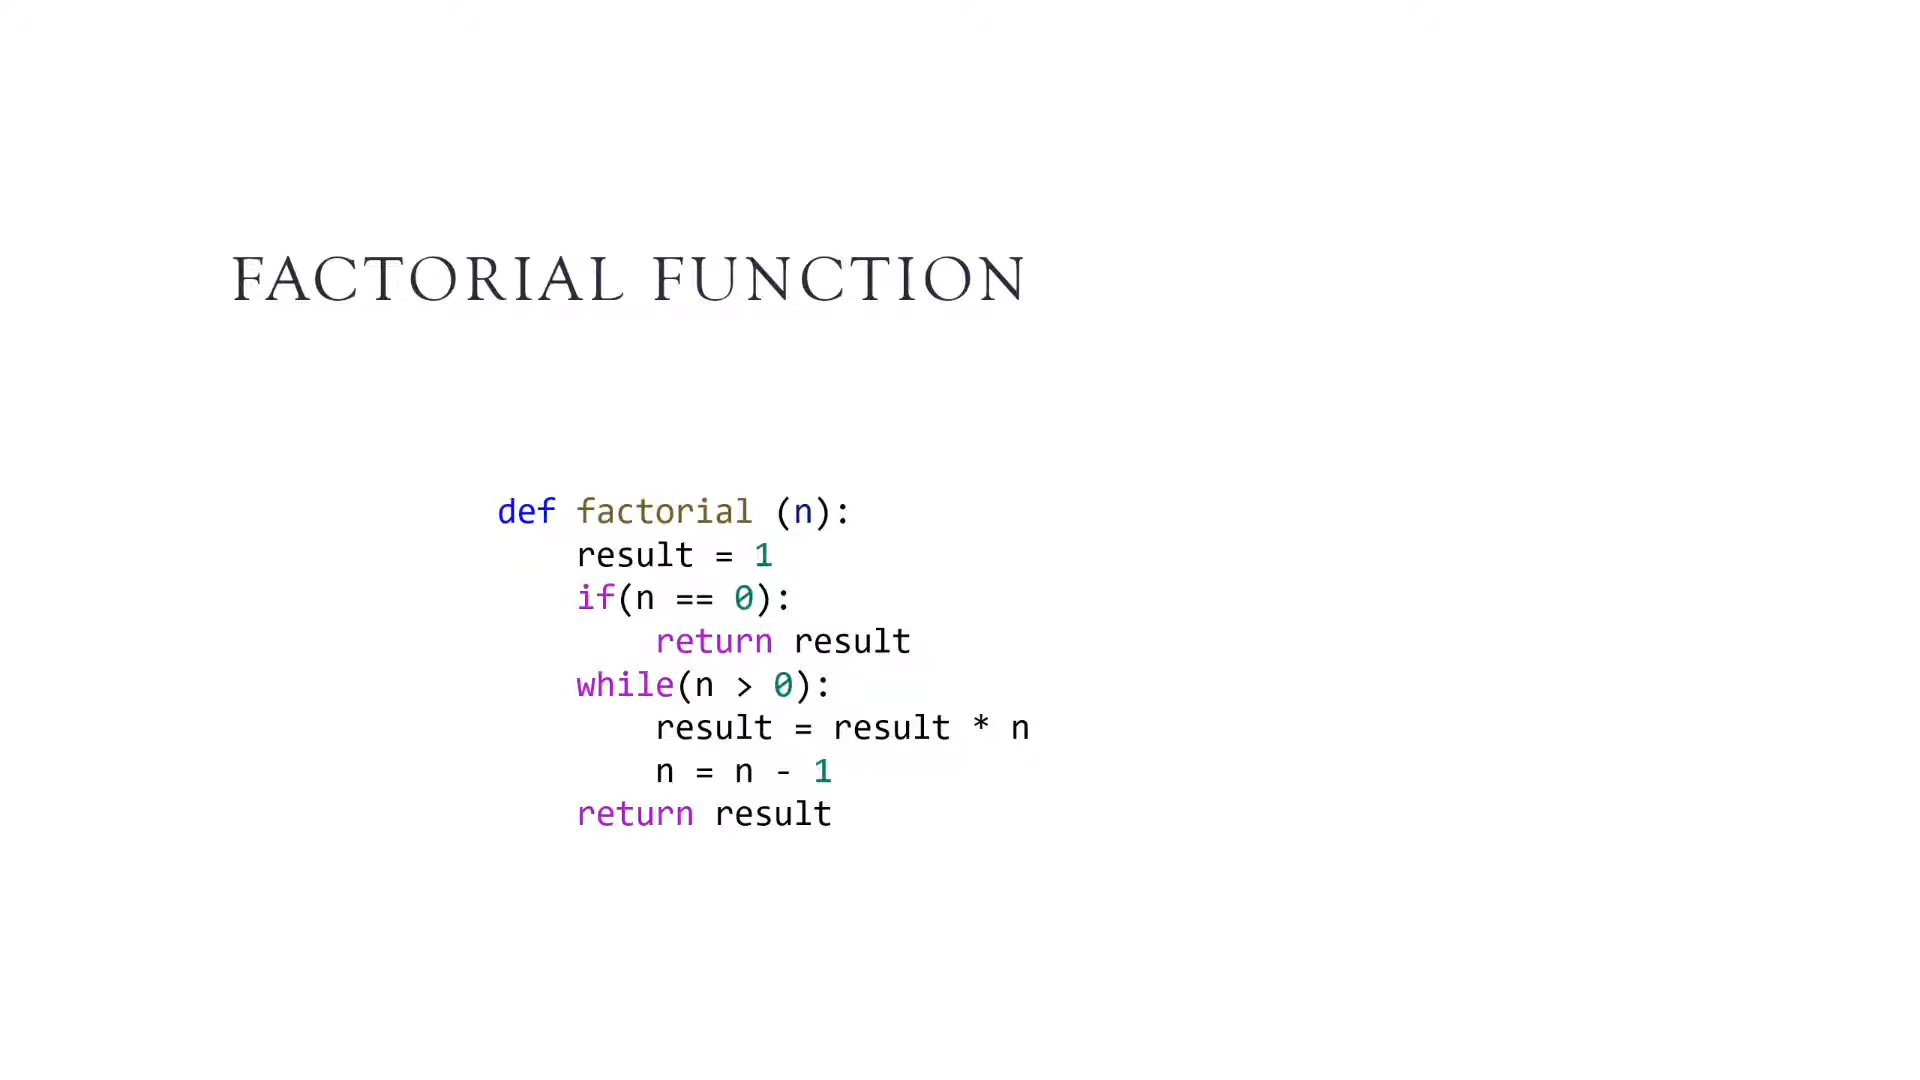 FACTORIAL FUNCTION
def factorial (n):
    result = 1
    if(n == 0):
        return result
    while(n > 0):
        result = result * n
        n = n - 1
    return result